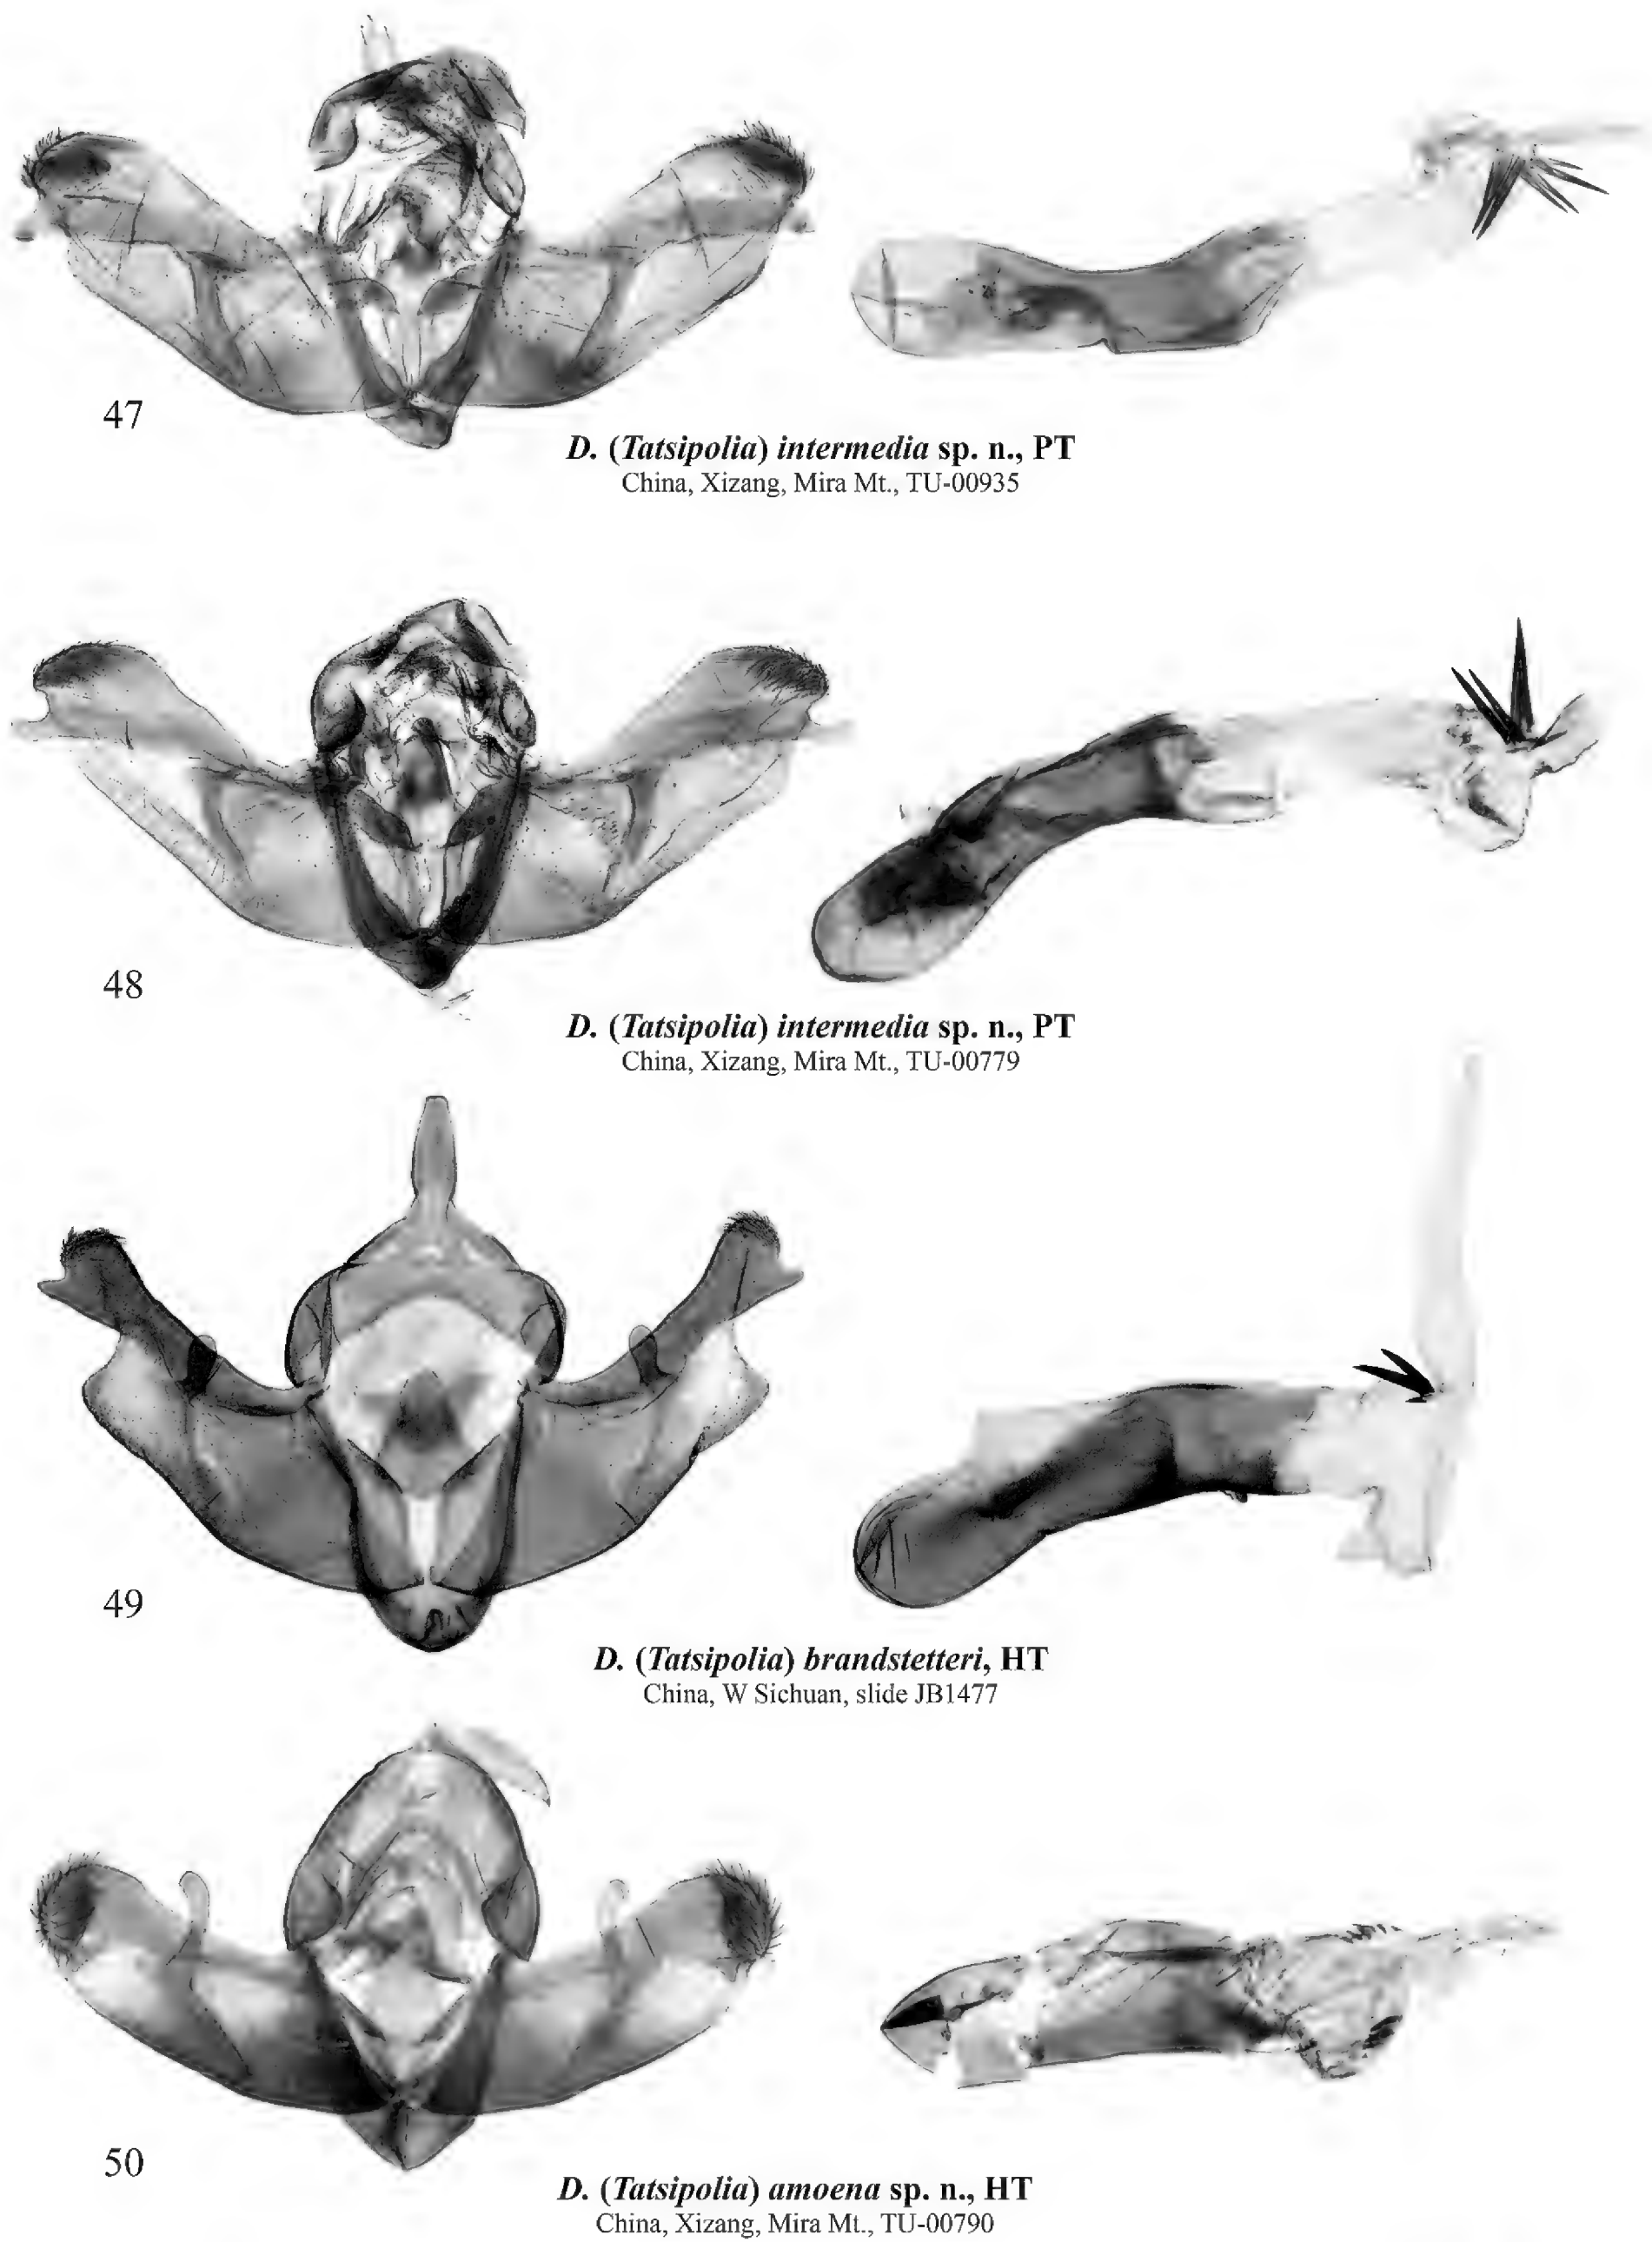 47
D. (Tatsipolia) intermedia sp. n., PT
China, Xizang, Mira Mt., TU-00935
48
D. (Tatsipolia) intermedia sp. n., PT
China, Xizang, Mira Mt., TU-00779
49
D. (Tatsipolia) brandstetteri, HT
China, W Sichuan, slide JB1477
50
D. (Tatsipolia) amoena sp. n., HT
China, Xizang, Mira Mt., TU-00790